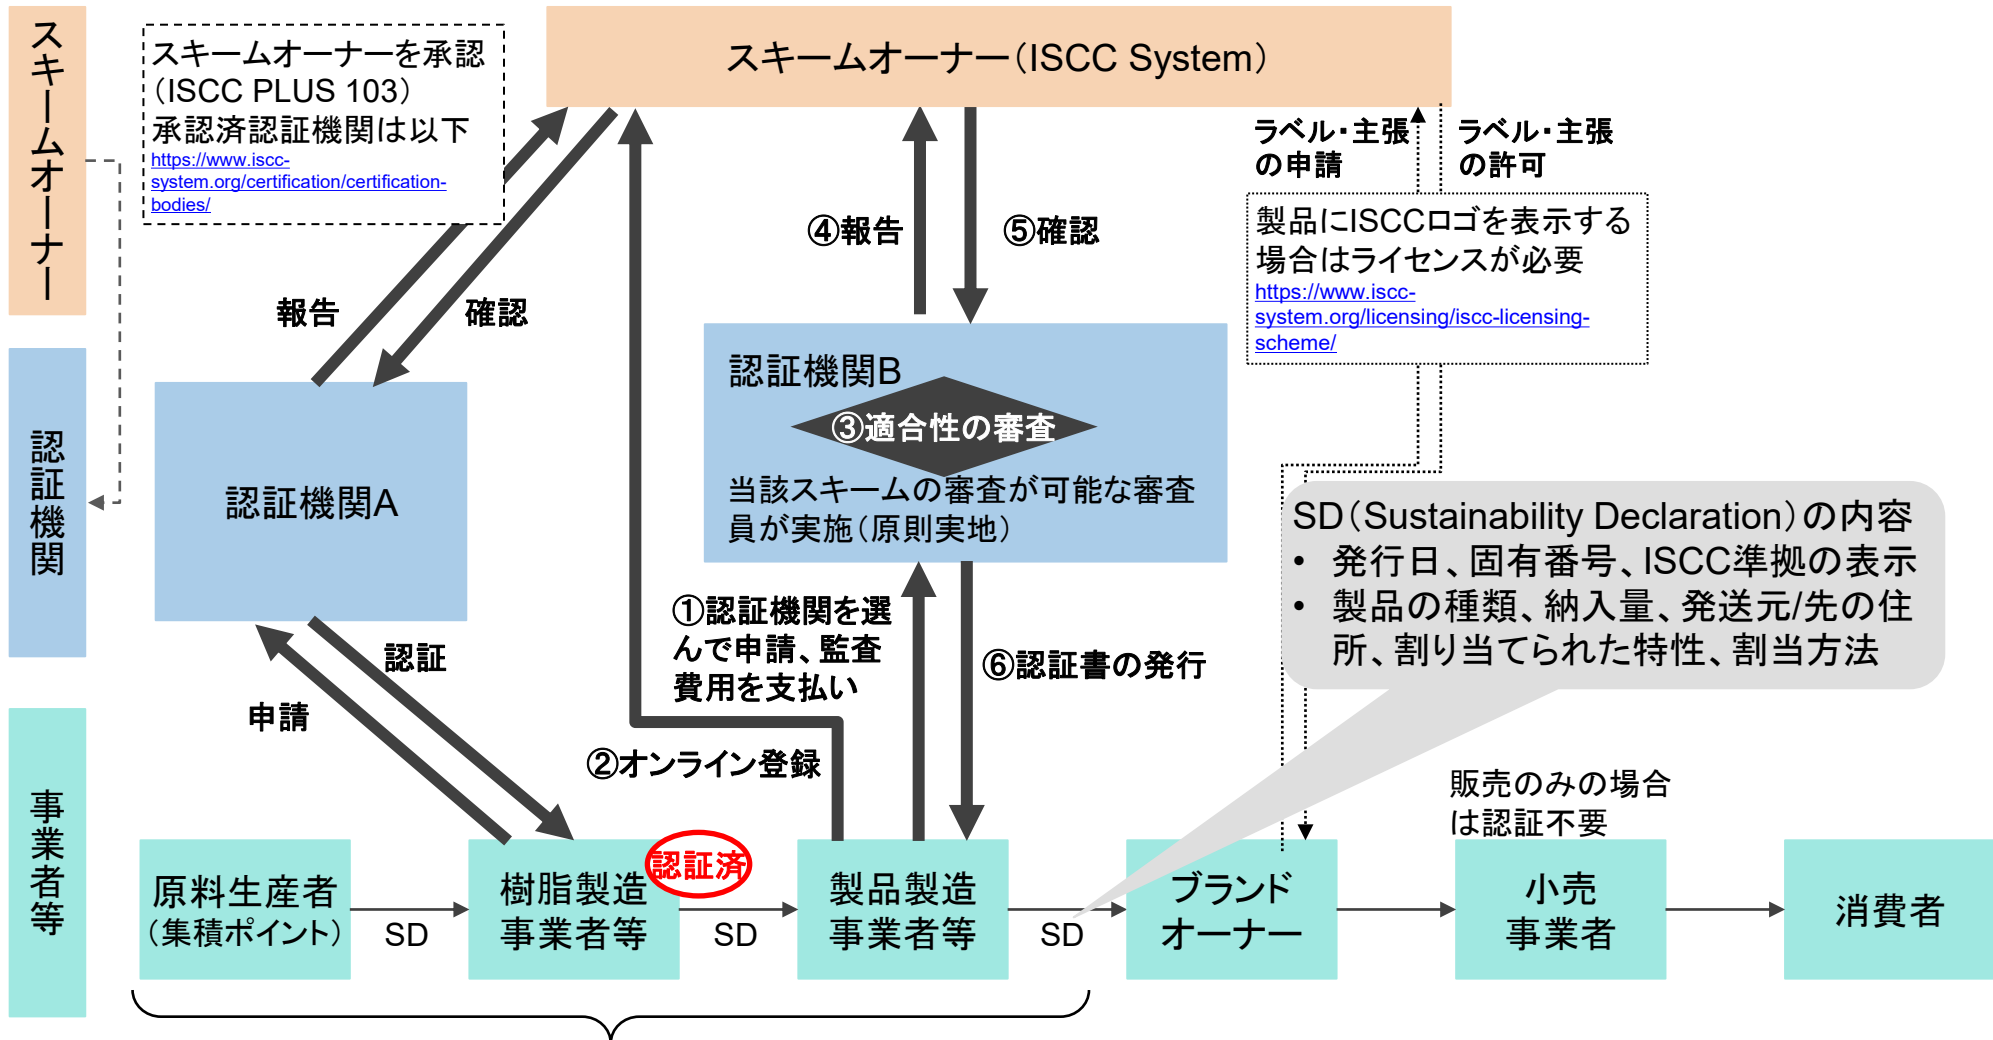 スキームオーナー
スキームオーナーを承認
（ISCC PLUS 103）
承認済認証機関は以下
https://www.iscc-
system.org/certification/certification-
bodies/
スキームオーナー（ISCC System）
ラベル・主張
の申請
ラベル・主張
の許可
製品にISCCロゴを表示する
場合はライセンスが必要
https://www.iscc-
system.org/licensing/iscc-licensing-
scheme/
報告
確認
④報告
⑤確認
認証機関
認証機関A
認証機関B
③適合性の審査
当該スキームの審査が可能な審査
員が実施（原則実地）
SD（Sustainability Declaration）の内容
• 発行日、固有番号、ISCC準拠の表示
• 製品の種類、納入量、発送元/先の住
所、割り当てられた特性、割当方法
申請
認証
①認証機関を選
んで申請、監査
費用を支払い
②オンライン登録
⑥認証書の発行
事業者等
販売のみの場合
は認証不要
原料生産者
（集積ポイント）
SD
樹脂製造
事業者等
認証済
SD
製品製造
事業者等
SD
ブランド
オーナー
小売
事業者
消費者